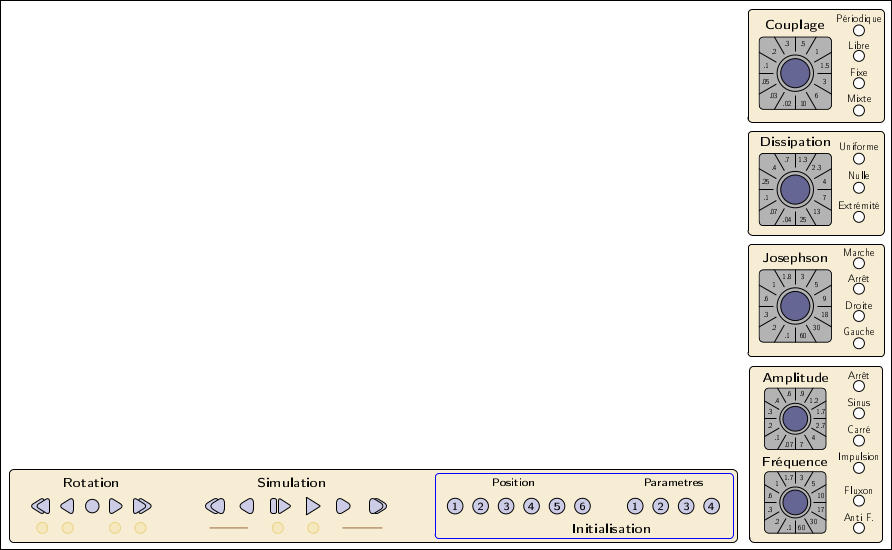 Couplage
Périodique
Libre
Fixe
Mixte
.3 .5
.2 1
.1 1.5
.05 3
.03 6
.02 10
Dissipation
Uniforme
Nulle
Extrémité
.7 1.3
.4 2.3
.25 4
.1 7
.07 13
.04 25
Josephson
Marche
Arrêt
Droite
Gauche
1.8 3
1 5
.6 9
.3 18
.2 30
.1 60
Amplitude
Arrêt
Sinus
Carré
Impulsion
.6 .9
.4 1.2
.3 1.7
.2 2.7
.1 4
.07 7
Fréquence
Fluxon
Anti F.
1.7 3
1 5
.6 10
.3 17
.2 30
.1 60
Rotation
Simulation
Position
Parametres
1 2 3 4 5 6
1 2 3 4
Initialisation